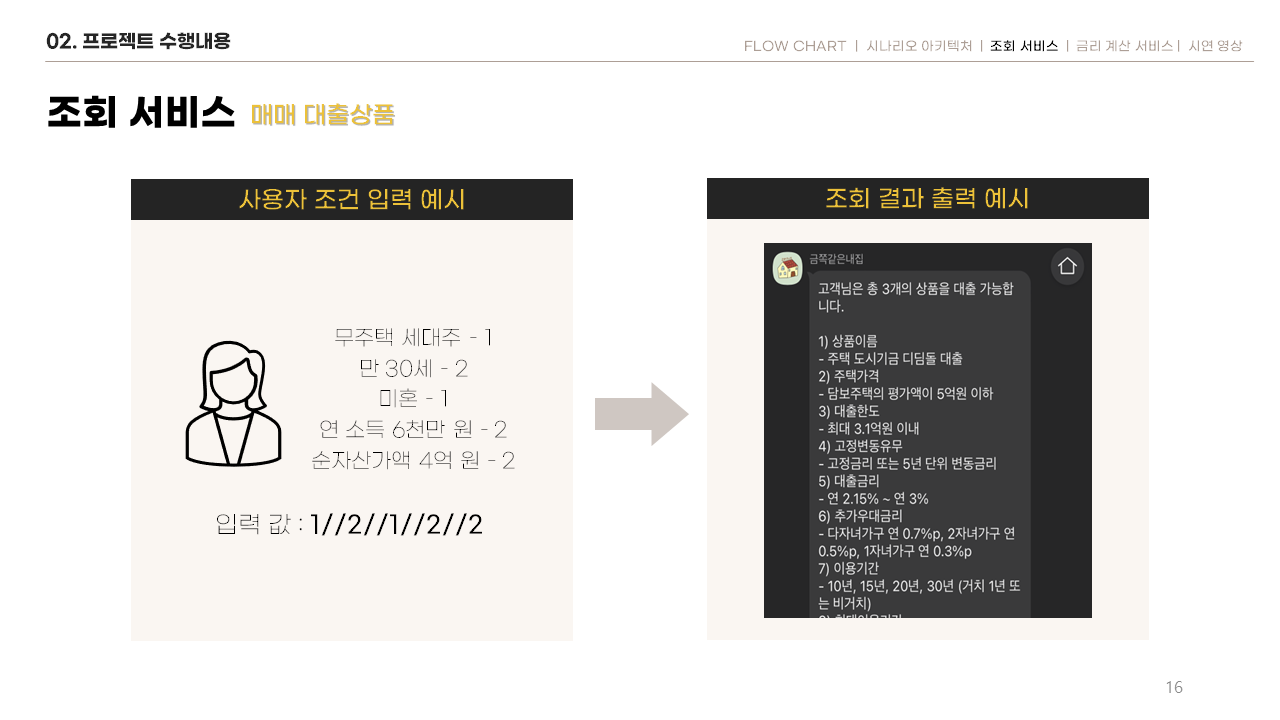 02. 프로젝트 수행내용
FLOW CHART | 시나리오 아키텍처 | 조회 서비스 | 금리 계산 서비스 | 시연 영상
조회 서비스 매매 대출상품
사용자 조건 입력 예시
무주택 세대주 - 1
만 30세 - 2
미혼 - 1
연 소득 6천만 원 - 2
순자산가액 4억 원 - 2
입력 값 : 1//2//1//2//2
조회 결과 출력 예시
금쪽같은내집
고객님은 총 3개의 상품을 대출 가능합
니다.
1) 상품이름
- 주택 도시기금 디딤돌 대출
2) 주택가격
- 담보주택의 평가액이 5억원 이하
3) 대출한도
- 최대 3.1억원 이내
4) 고정변동유무
- 고정금리 또는 5년 단위 변동금리
5) 대출금리
- 연 2.15% ~ 연 3%
6) 추가우대금리
- 다자녀가구 연 0.7%p, 2자녀가구 연
0.5%p, 1자녀가구 연 0.3%p
7) 이용기간
- 10년, 15년, 20년, 30년 (거치 1년 또
는 비거치)
16